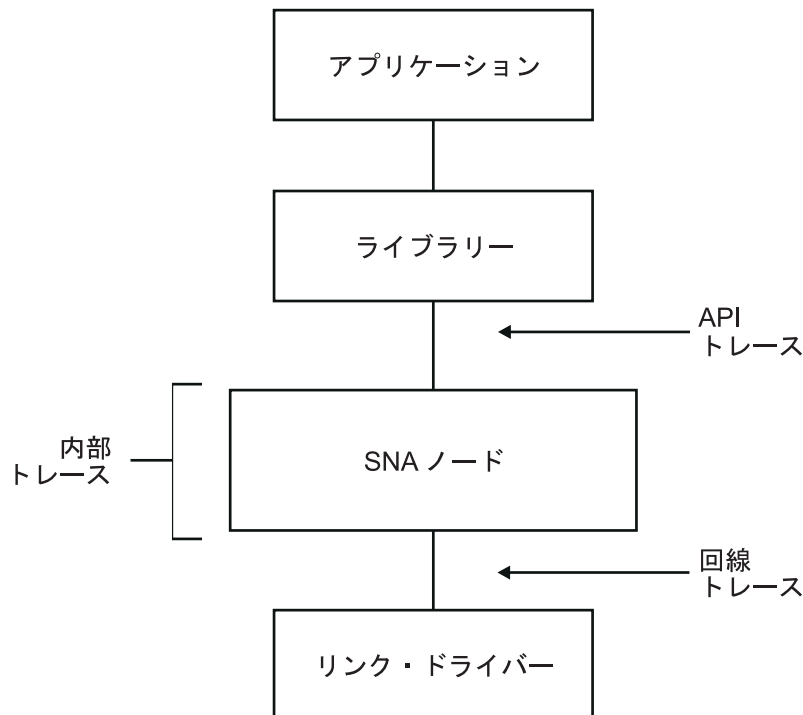 アプリケーション
ライブラリー
API
トレース
内部
トレース
SNA ノード
回線
トレース
リンク・ドライバー